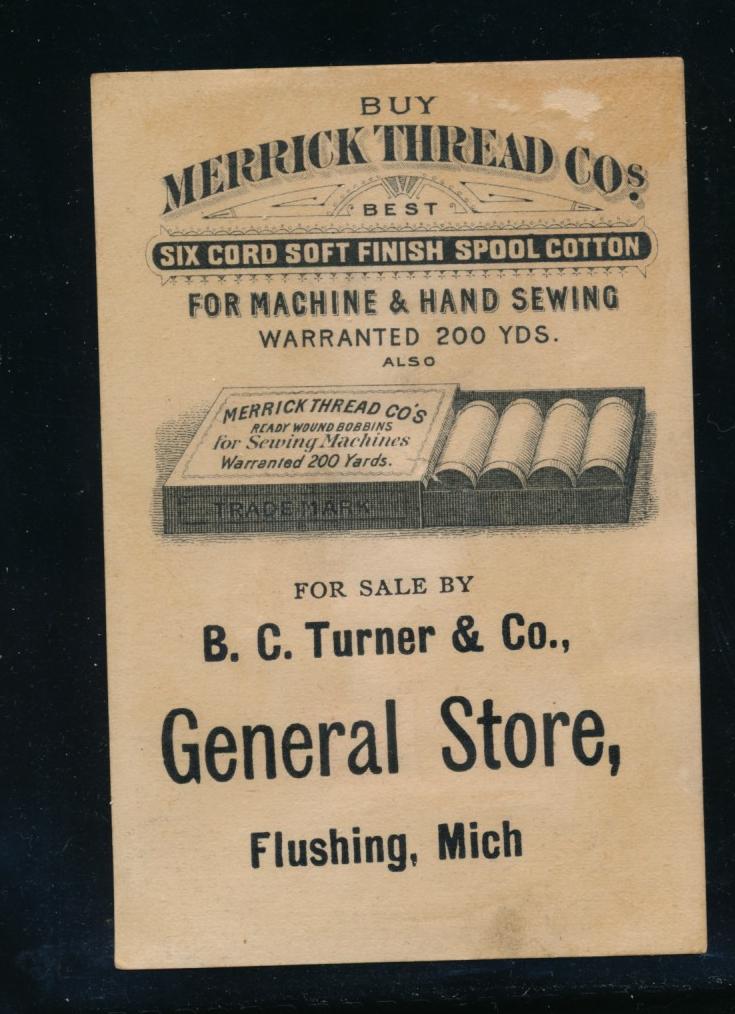 BUY
MERRICK THREAD COS.
BEST
SIX CORD SOFT FINISH SPOOL COTTON
FOR MACHINE & HAND SEWING
WARRANTED 200 YDS.
ALSO
MERRICK THREAD CO'S
READY WOUND BOBBINS
for Sewing Machines
Warranted 200 Yards.
TRADE MARK
FOR SALE BY
B. C. Turner & Co.,
General Store,
Flushing, Mich